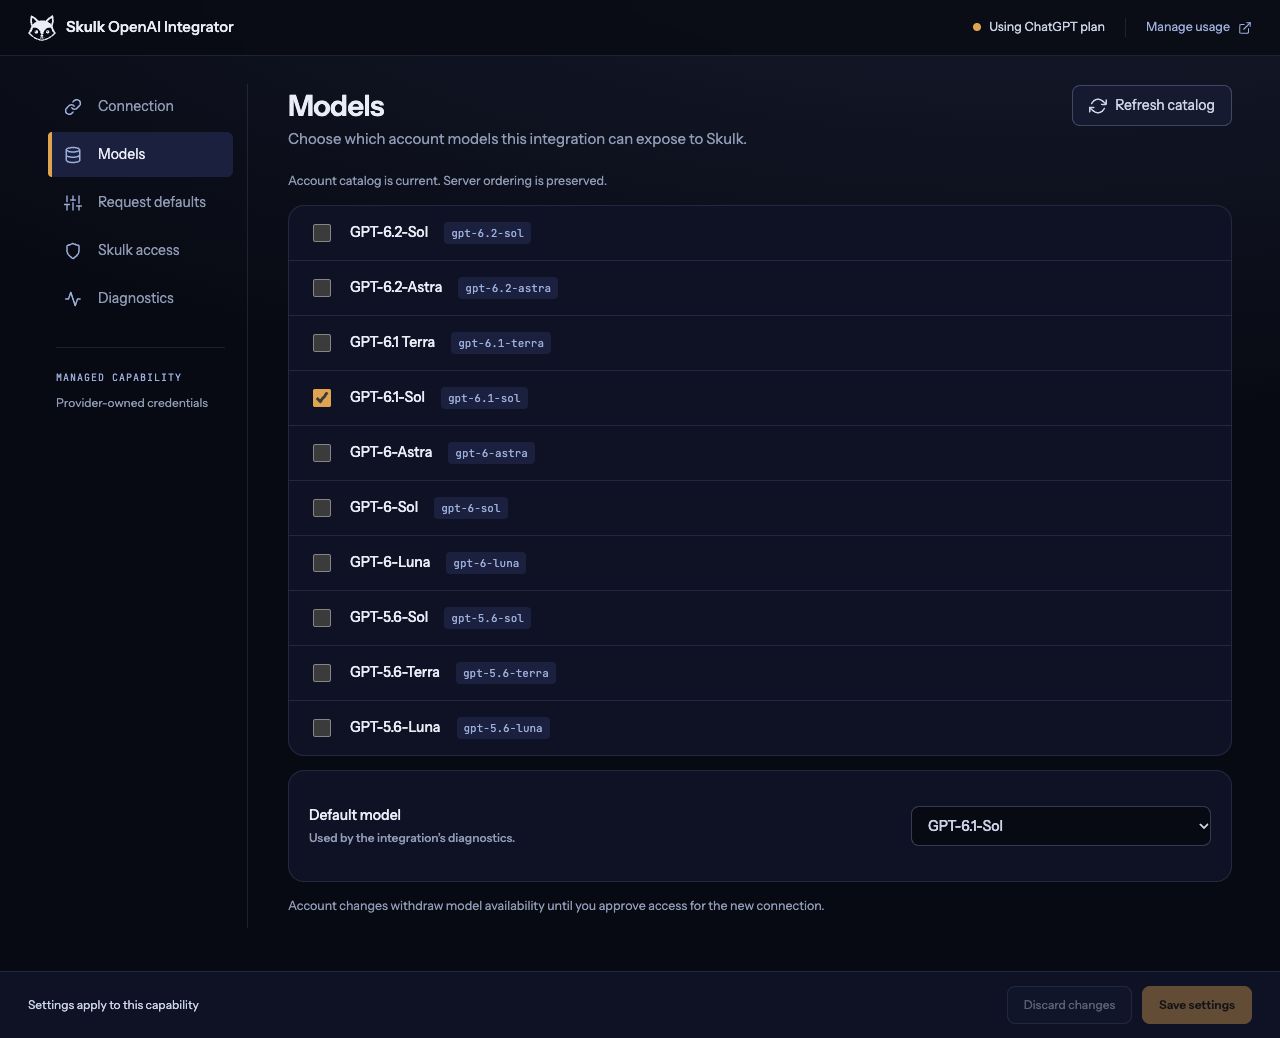 Skulk OpenAI Integrator
Using ChatGPT plan
Manage usage
Connection
Models
Request defaults
Skulk access
Diagnostics
MANAGED CAPABILITY
Provider-owned credentials
Models
Refresh catalog
Choose which account models this integration can expose to Skulk.
Account catalog is current. Server ordering is preserved.
GPT-6.2-Sol gpt-6.2-sol
GPT-6.2-Astra gpt-6.2-astra
GPT-6.1 Terra gpt-6.1-terra
GPT-6.1-Sol gpt-6.1-sol
GPT-6-Astra gpt-6-astra
GPT-6-Sol gpt-6-sol
GPT-6-Luna gpt-6-luna
GPT-5.6-Sol gpt-5.6-sol
GPT-5.6-Terra gpt-5.6-terra
GPT-5.6-Luna gpt-5.6-luna
Default model
Used by the integration's diagnostics.
GPT-6.1-Sol
Account changes withdraw model availability until you approve access for the new connection.
Settings apply to this capability
Discard changes
Save settings